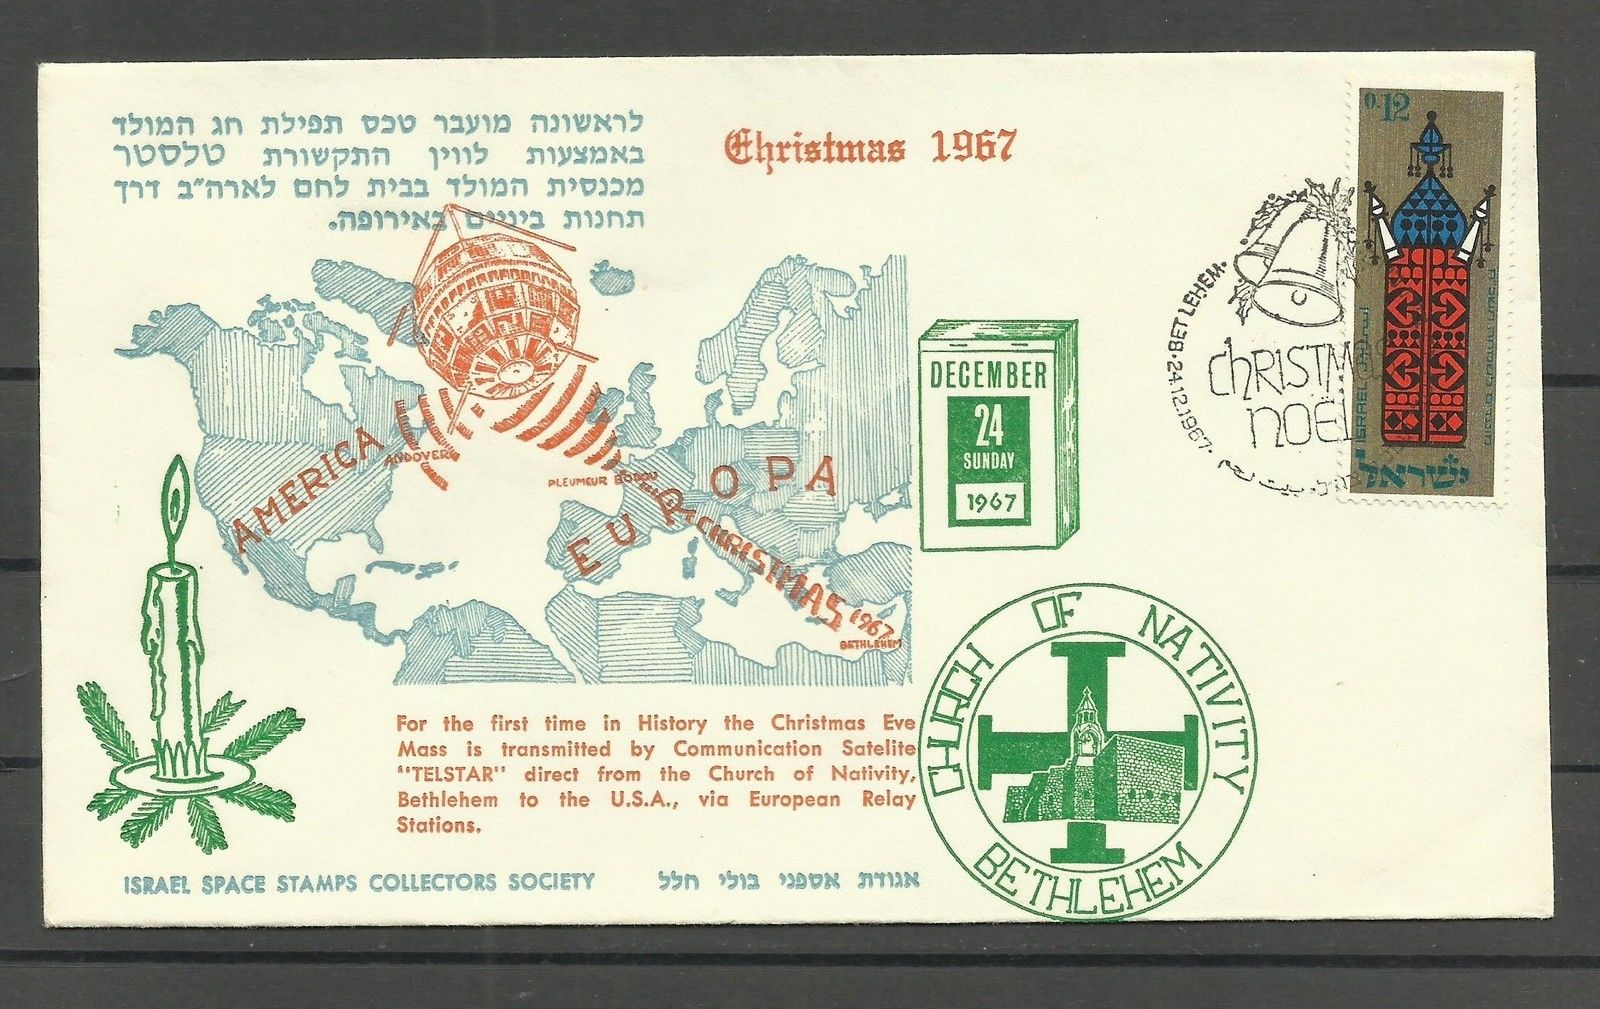 לראשונה מועבר טכס תפילת חג המולד
באמצעות לווין התקשורת טלסטר
מכנסית המולד בבית לחם לארה"ב דרך
תחנות ביניים באירופה.
Christmas 1967
0.12
BETLEHEM · 24.12.1967 ·
بيت لحم
CHRISTM
NOEL
ISRAEL
ישראל
DECEMBER
24
SUNDAY
1967
AMERICA
ANDOVER
PLEUMEUR BODOU
EUROPA
CHRISTMAS 1967
BETHLEHEM
For the first time in History the Christmas Eve
Mass is transmitted by Communication Satelite
"TELSTAR" direct from the Church of Nativity,
Bethlehem to the U.S.A., via European Relay
Stations.
CHURCH OF NATIVITY
BETHLEHEM
ISRAEL SPACE STAMPS COLLECTORS SOCIETY אגודת אספני בולי חלל